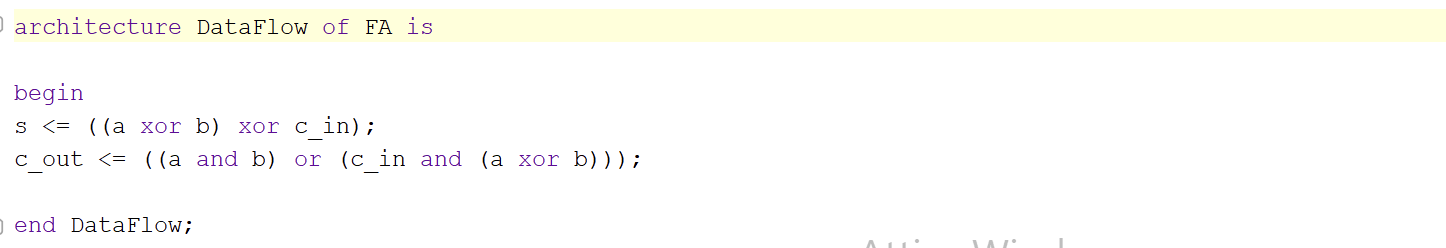 architecture DataFlow of FA is
begin
s <= ((a xor b) xor c_in);
c_out <= ((a and b) or (c_in and (a xor b)));
end DataFlow;